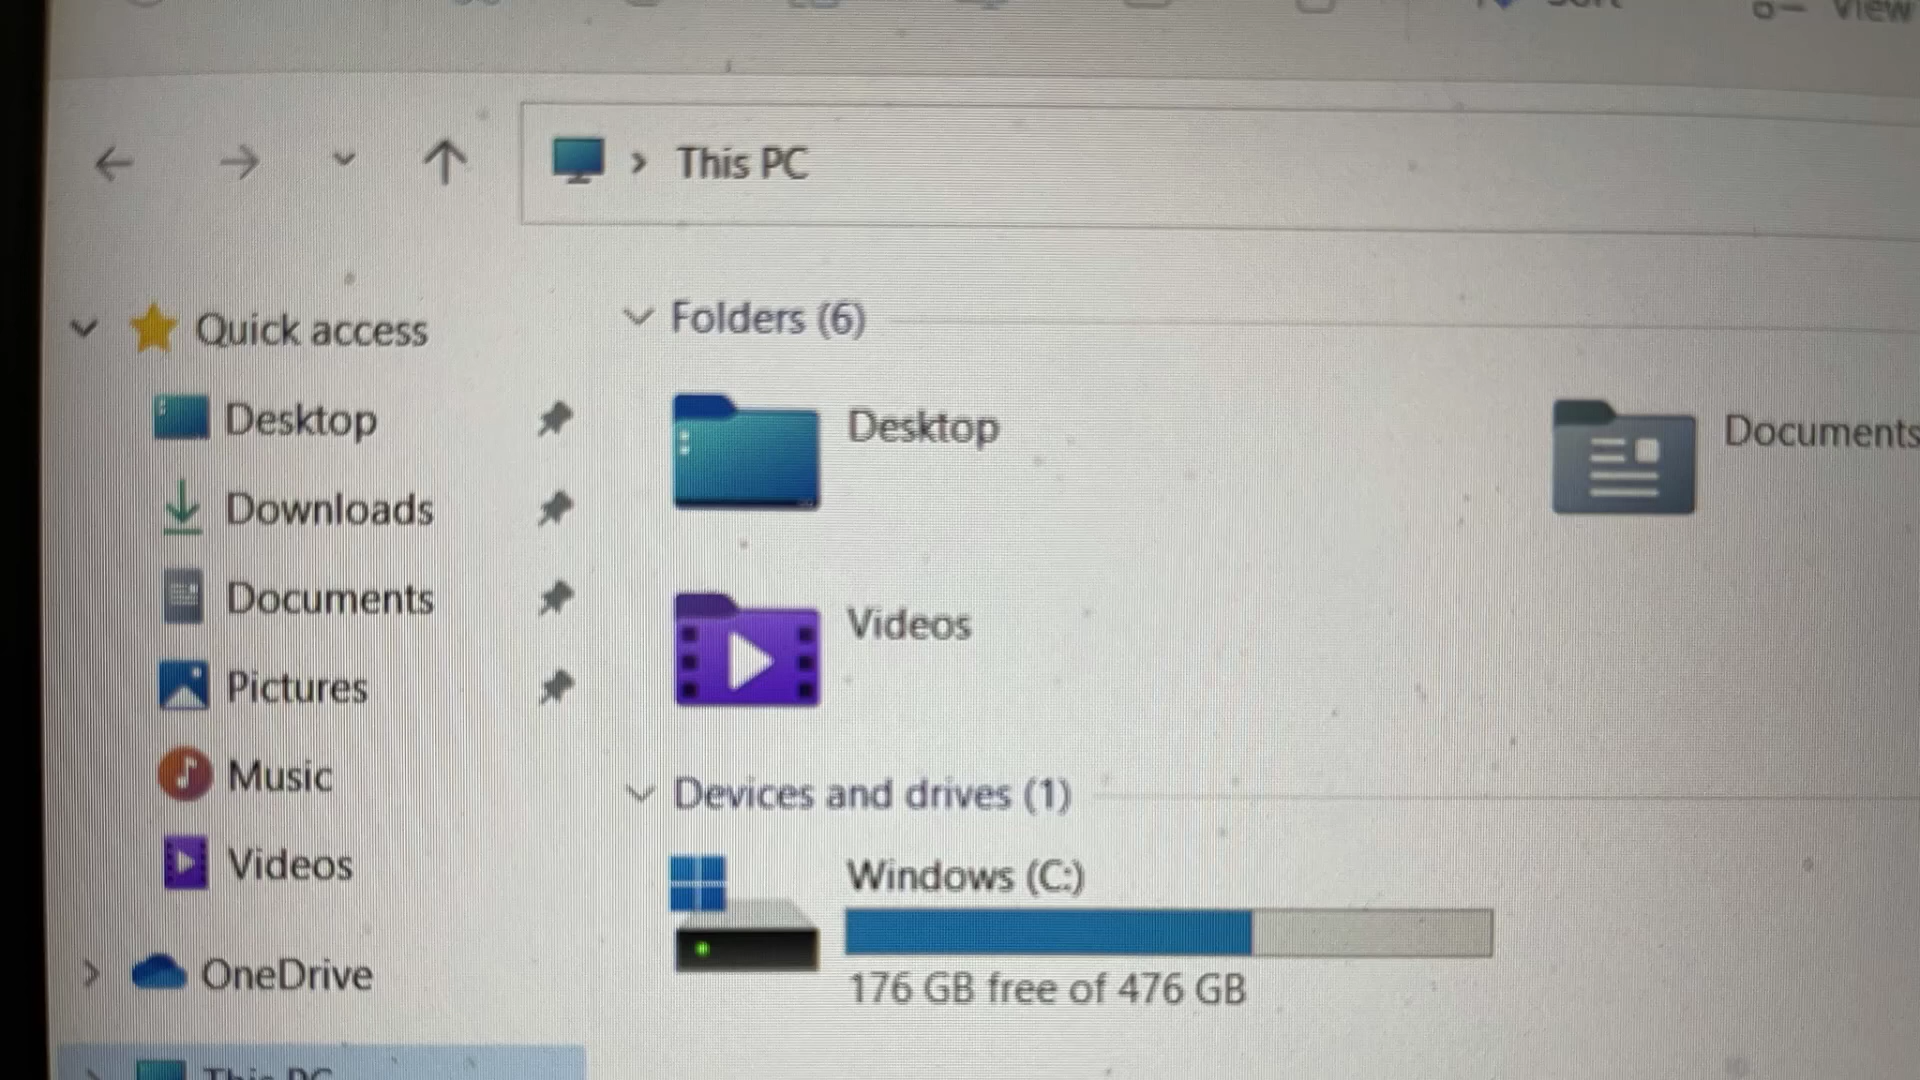 View
This PC
Quick access
Desktop
Downloads
Documents
Pictures
Music
Videos
OneDrive
This PC
Folders (6)
Desktop
Documents
Videos
Devices and drives (1)
Windows (C:)
176 GB free of 476 GB